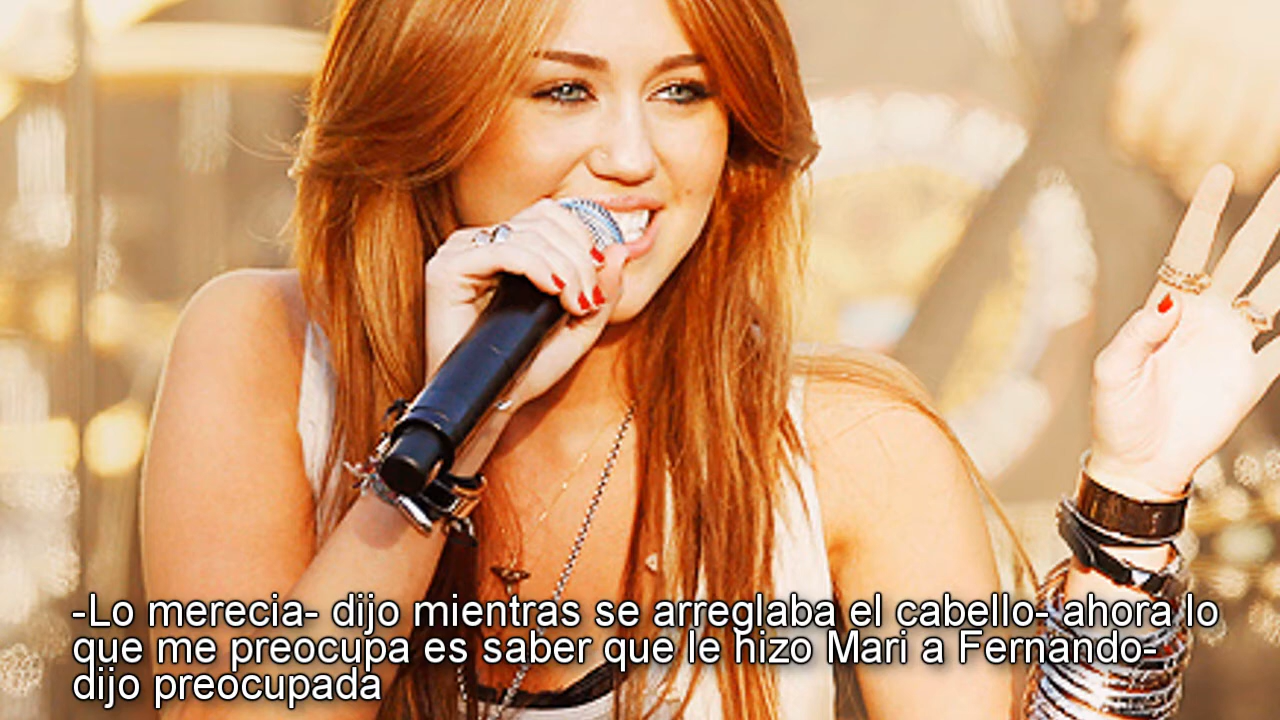 -Lo merecia- dijo mientras se arreglaba el cabello- ahora lo
que me preocupa es saber que le hizo Mari a Fernando-
dijo preocupada